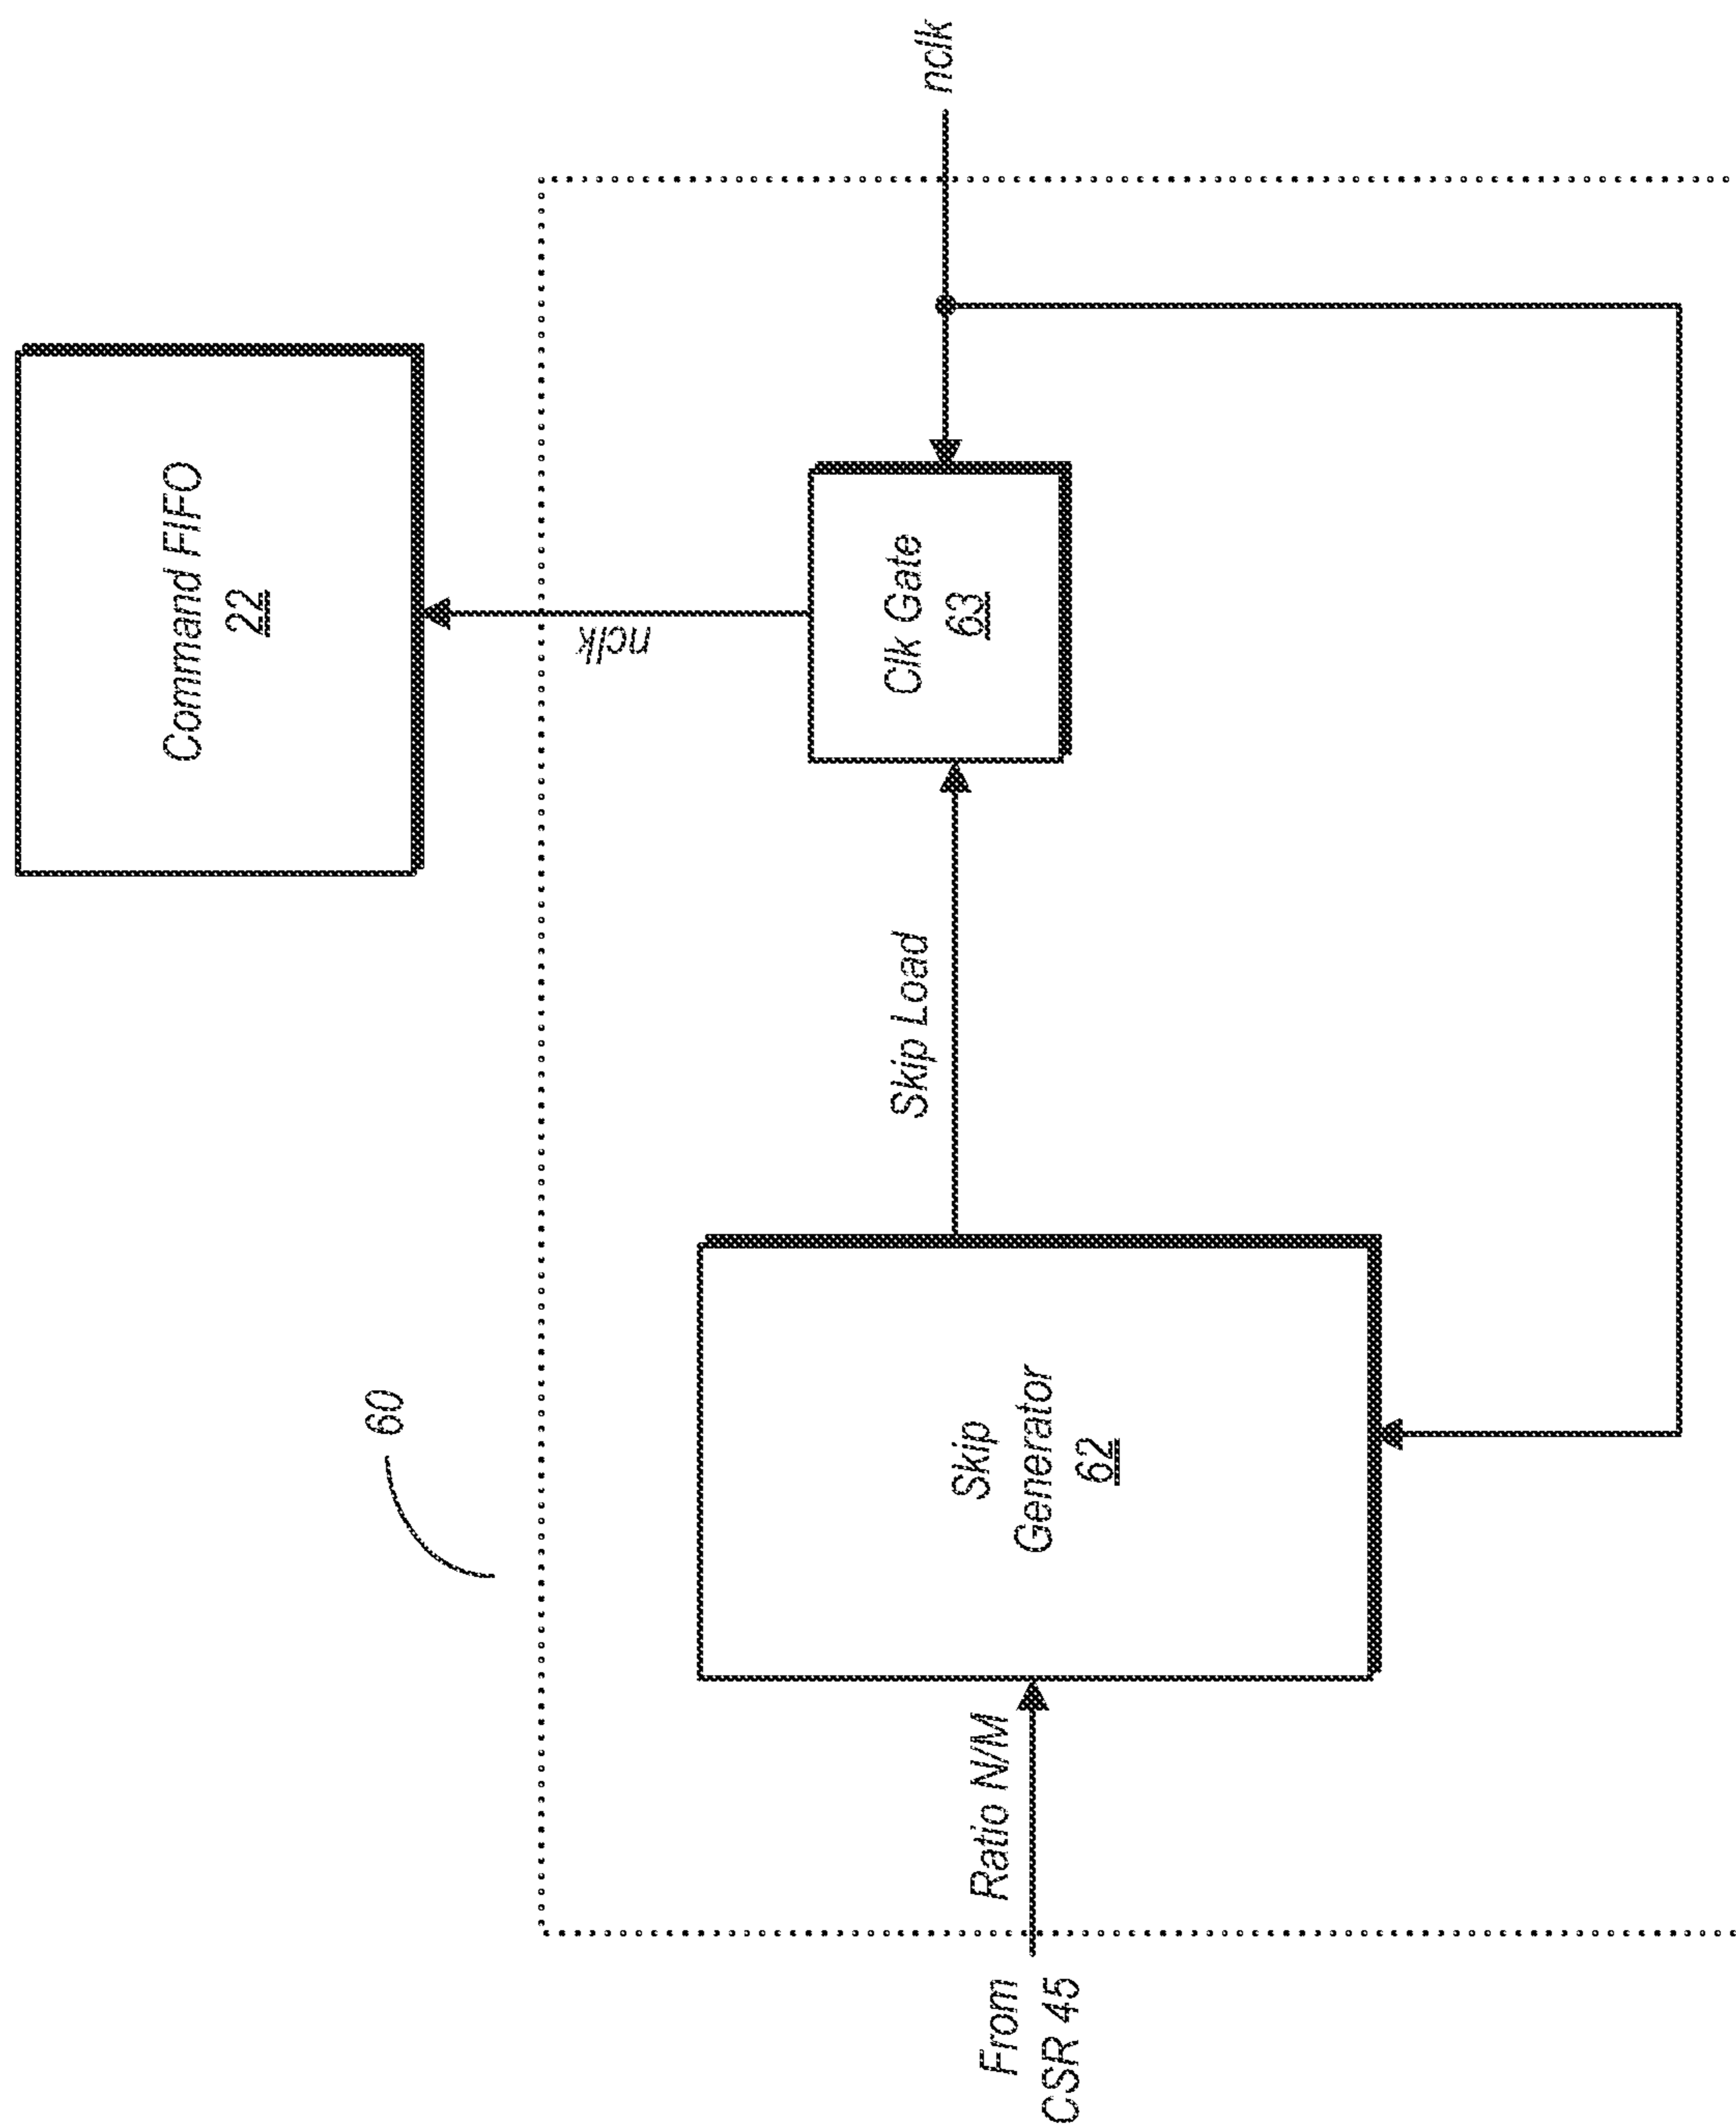 Command FIFO
22
60
nclk
nclk
Clk Gate
63
Skip Load
Skip
Generator
62
Ratio N/M
From
CSR 45